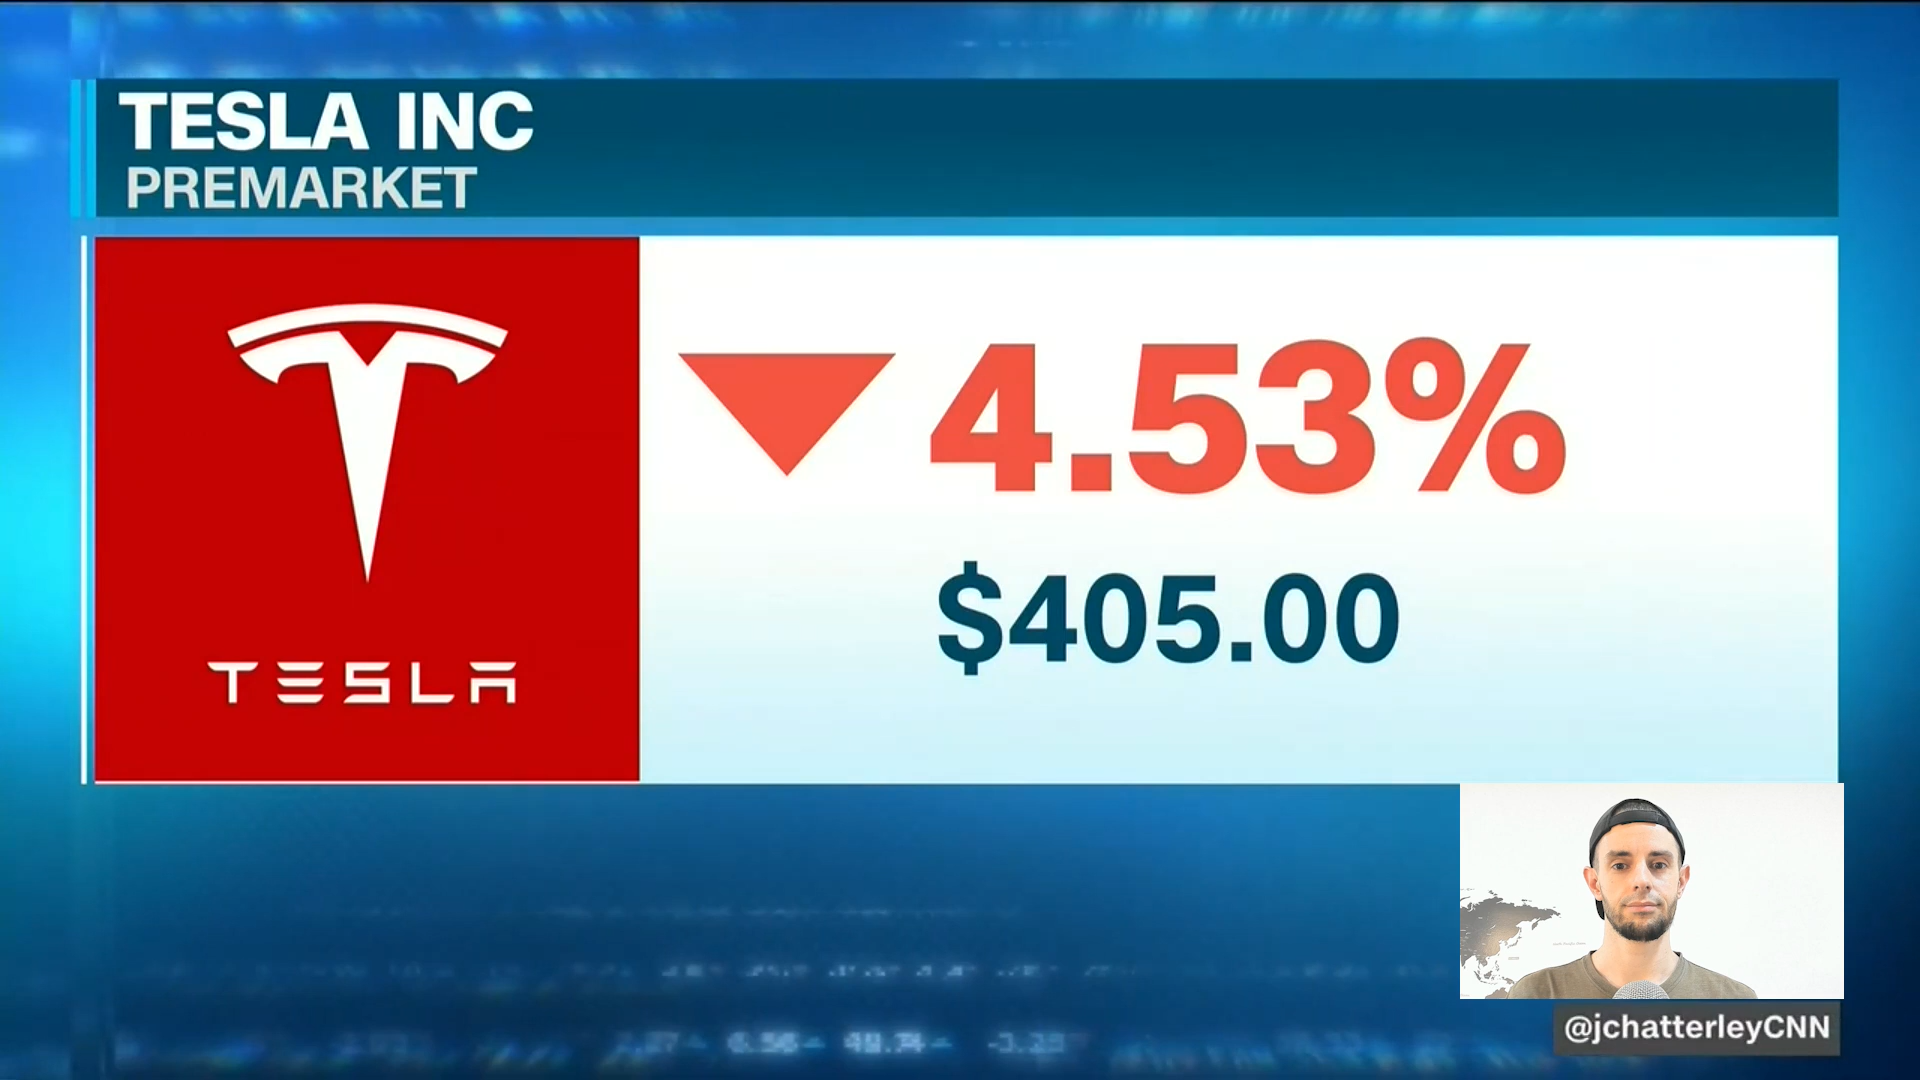 TESLA INC
PREMARKET
4.53%
$405.00
TESLA
@jchatterleyCNN